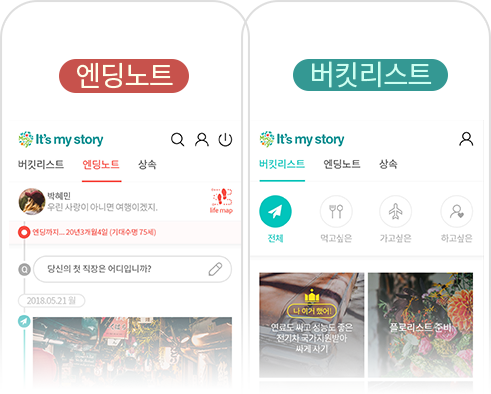 엔딩노트
It's my story
버킷리스트 엔딩노트 상속
박혜민
우린 사랑이 아니면 여행이겠지.
life map
엔딩까지... 20년3개월4일 (기대수명 75세)
Q 당신의 첫 직장은 어디입니까?
2018.05.21 월
버킷리스트
It's my story
버킷리스트 엔딩노트 상속
전체 먹고싶은 가고싶은 하고싶은
나 이거 했어!
연료도 싸고 성능도 좋은
전기차 국가지원받아
싸게 사기
플로리스트 준비